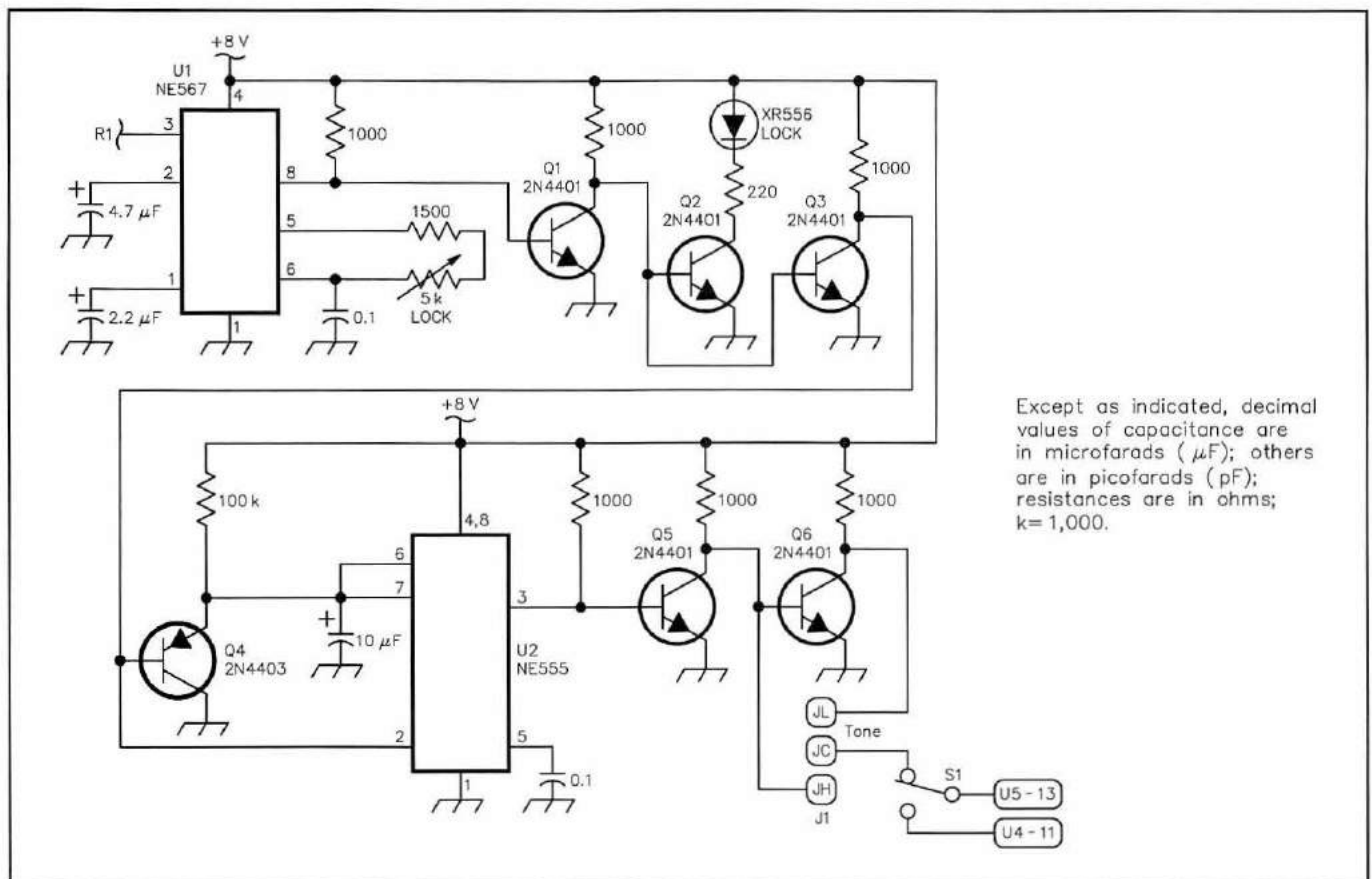 +8 V
U1
NE567
4
R1
3
2
8
+
4.7 μF
5
6
1
+
2.2 μF
1
1000
1500
5 k
LOCK
0.1
Q1
2N4401
1000
XR556
LOCK
220
Q2
2N4401
Q3
2N4401
1000
+8 V
100 k
4,8
6
7
3
+
10 μF
Q4
2N4403
U2
NE555
2
5
1
0.1
1000
Q5
2N4401
1000
Q6
2N4401
1000
JL
Tone
JC
JH
J1
S1
U5-13
U4-11
Except as indicated, decimal
values of capacitance are
in microfarads ( μF); others
are in picofarads ( pF);
resistances are in ohms;
k= 1,000.